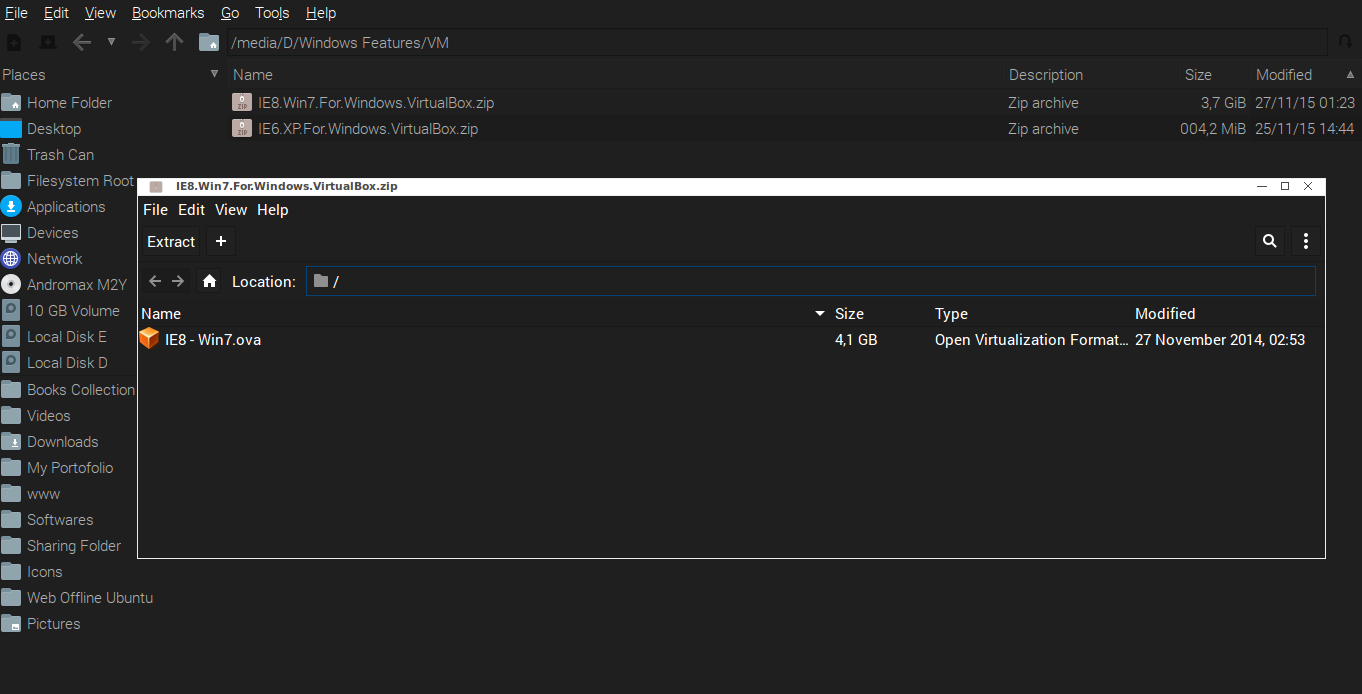 File Edit View Bookmarks Go Tools Help
/media/D/Windows Features/VM
Places Name Description Size Modified
Home Folder IE8.Win7.For.Windows.VirtualBox.zip Zip archive 3,7 GiB 27/11/15 01:23
Desktop IE6.XP.For.Windows.VirtualBox.zip Zip archive 004,2 MiB 25/11/15 14:44
Trash Can
Filesystem Root
IE8.Win7.For.Windows.VirtualBox.zip
Applications
File Edit View Help
Devices
Extract +
Network
Andromax M2Y
Location: /
10 GB Volume
Name Size Type Modified
Local Disk E
IE8 - Win7.ova 4,1 GB Open Virtualization Format... 27 November 2014, 02:53
Local Disk D
Books Collection
Videos
Downloads
My Portofolio
www
Softwares
Sharing Folder
Icons
Web Offline Ubuntu
Pictures